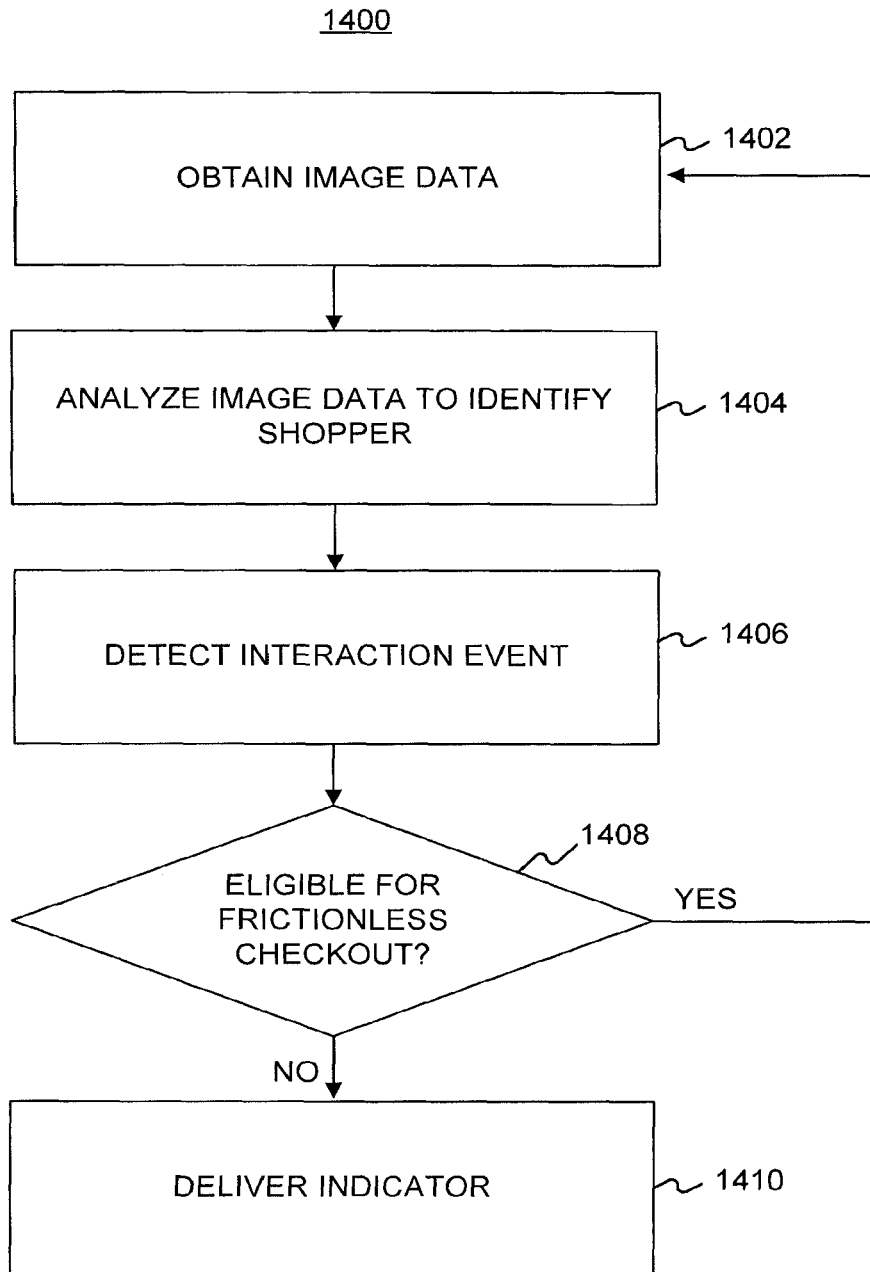 1400
OBTAIN IMAGE DATA
1402
ANALYZE IMAGE DATA TO IDENTIFY
SHOPPER
1404
DETECT INTERACTION EVENT
1406
1408
ELIGIBLE FOR
FRICTIONLESS
CHECKOUT?
YES
NO
DELIVER INDICATOR
1410